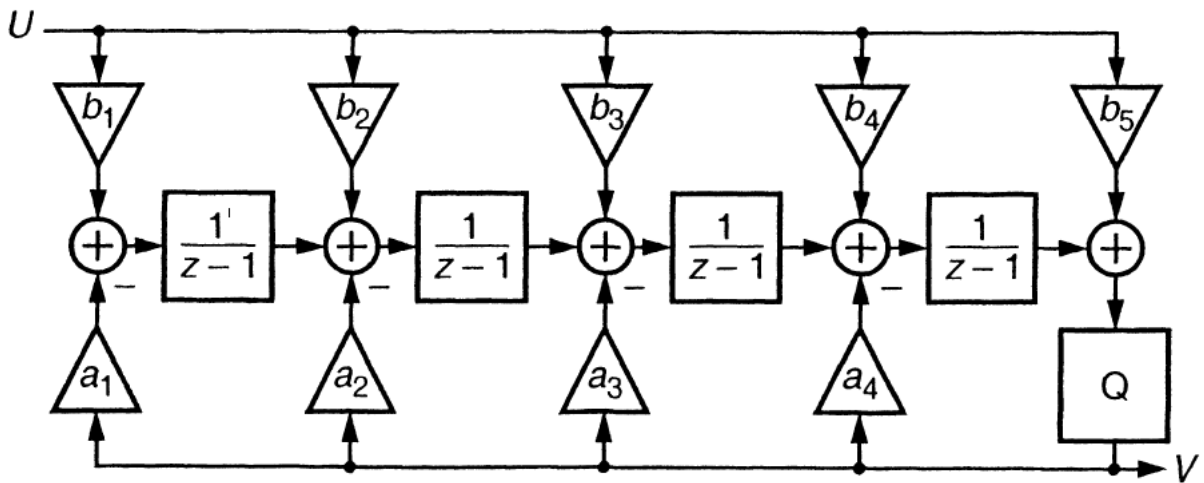 U
b₁ b₂ b₃ b₄ b₅
+ 1 / z – 1 + 1 / z – 1 + 1 / z – 1 + 1 / z – 1 +
– – – –
a₁ a₂ a₃ a₄ Q
V